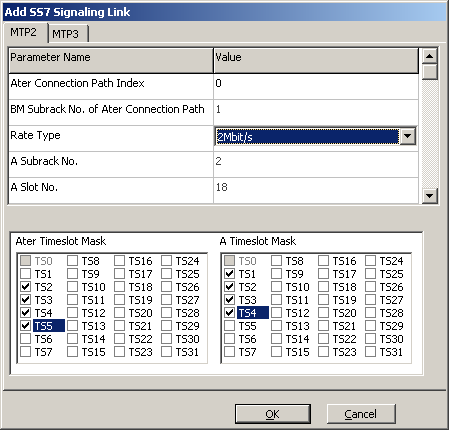 Add SS7 Signaling Link
MTP2 MTP3
Parameter Name Value
Ater Connection Path Index 0
BM Subrack No. of Ater Connection Path 1
Rate Type 2Mbit/s
A Subrack No. 2
A Slot No. 18
Ater Timeslot Mask A Timeslot Mask
TS0 TS8 TS16 TS24 TS0 TS8 TS16 TS24
TS1 TS9 TS17 TS25 TS1 TS9 TS17 TS25
TS2 TS10 TS18 TS26 TS2 TS10 TS18 TS26
TS3 TS11 TS19 TS27 TS3 TS11 TS19 TS27
TS4 TS12 TS20 TS28 TS4 TS12 TS20 TS28
TS5 TS13 TS21 TS29 TS5 TS13 TS21 TS29
TS6 TS14 TS22 TS30 TS6 TS14 TS22 TS30
TS7 TS15 TS23 TS31 TS7 TS15 TS23 TS31
OK Cancel